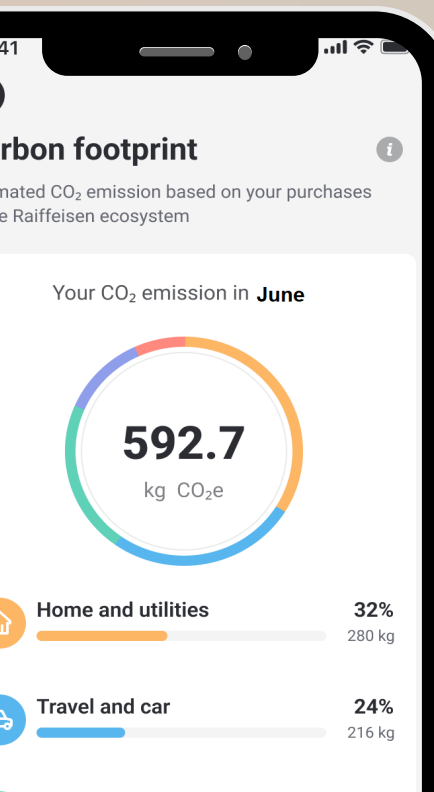 41
rbon footprint
mated CO₂ emission based on your purchases
e Raiffeisen ecosystem
Your CO₂ emission in June
592.7
kg CO₂e
Home and utilities 32%
280 kg
Travel and car 24%
216 kg